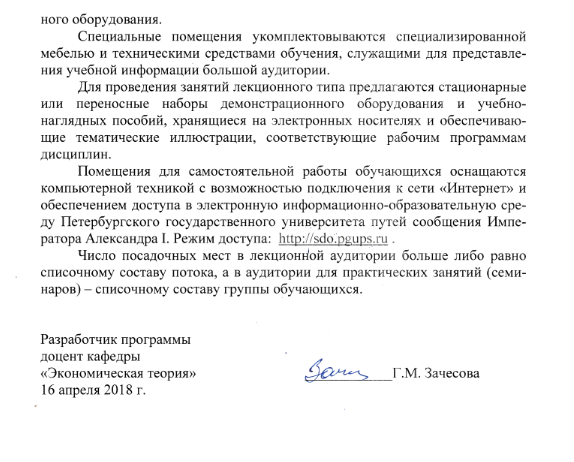 ного оборудования.
Специальные помещения укомплектовываются специализированной
мебелью и техническими средствами обучения, служащими для представле-
ния учебной информации большой аудитории.
Для проведения занятий лекционного типа предлагаются стационарные
или переносные наборы демонстрационного оборудования и учебно-
наглядных пособий, хранящиеся на электронных носителях и обеспечиваю-
щие тематические иллюстрации, соответствующие рабочим программам
дисциплин.
Помещения для самостоятельной работы обучающихся оснащаются
компьютерной техникой с возможностью подключения к сети «Интернет» и
обеспечением доступа в электронную информационно-образовательную сре-
ду Петербургского государственного университета путей сообщения Импе-
ратора Александра I. Режим доступа: http://sdo.pgups.ru .
Число посадочных мест в лекционной аудитории больше либо равно
списочному составу потока, а в аудитории для практических занятий (семи-
наров) – списочному составу группы обучающихся.
Разработчик программы
доцент кафедры
«Экономическая теория» Г.М. Зачесова
16 апреля 2018 г.